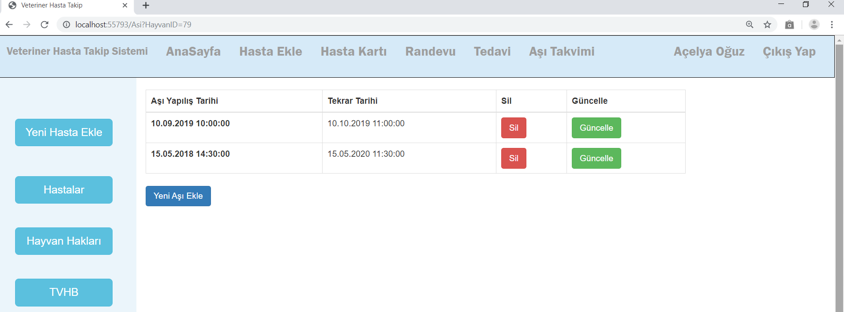 Veteriner Hasta Takip
localhost:55793/Asi?HayvanID=79
Veteriner Hasta Takip Sistemi AnaSayfa Hasta Ekle Hasta Kartı Randevu Tedavi Aşı Takvimi Açelya Oğuz Çıkış Yap
Yeni Hasta Ekle
Hastalar
Hayvan Hakları
TVHB
Aşı Yapılış Tarihi Tekrar Tarihi Sil Güncelle
10.09.2019 10:00:00 10.10.2019 11:00:00 Sil Güncelle
15.05.2018 14:30:00 15.05.2020 11:30:00 Sil Güncelle
Yeni Aşı Ekle